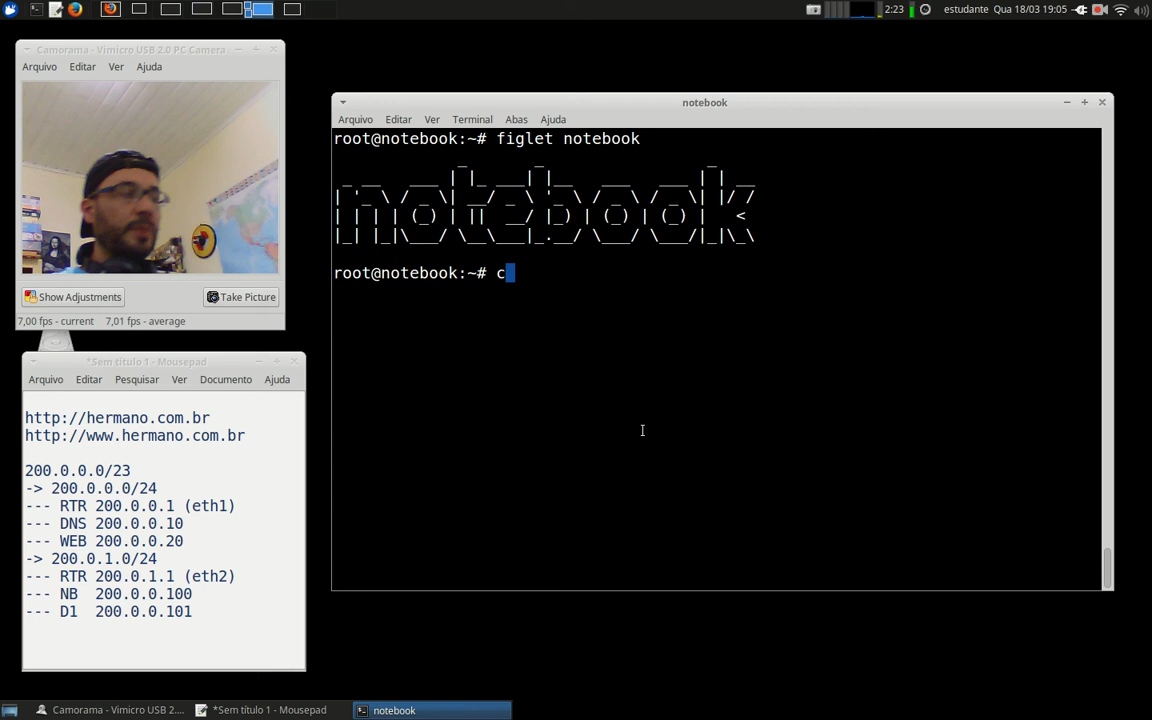 2:23 estudante Qua 18/03 19:05
Camorama - Vimicro USB 2.0 PC Camera
Arquivo Editar Ver Ajuda
Show Adjustments Take Picture
7,00 fps - current 7,01 fps - average
*Sem título 1 - Mousepad
Arquivo Editar Pesquisar Ver Documento Ajuda
http://hermano.com.br
http://www.hermano.com.br
200.0.0.0/23
-> 200.0.0.0/24
--- RTR 200.0.0.1 (eth1)
--- DNS 200.0.0.10
--- WEB 200.0.0.20
-> 200.0.1.0/24
--- RTR 200.0.1.1 (eth2)
--- NB 200.0.0.100
--- D1 200.0.0.101
notebook
Arquivo Editar Ver Terminal Abas Ajuda
root@notebook:~# figlet notebook
notebook
root@notebook:~# c
Camorama - Vimicro USB 2.... *Sem título 1 - Mousepad notebook